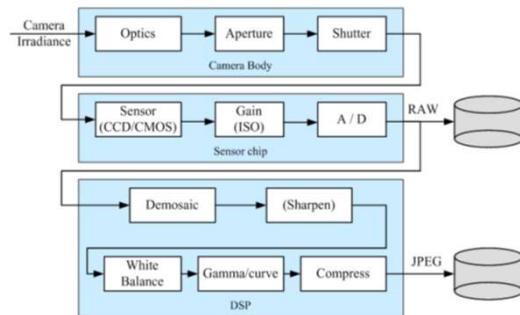 Camera
Irradiance
Optics
Aperture
Shutter
Camera Body
Sensor
(CCD/CMOS)
Gain
(ISO)
A / D
RAW
Sensor chip
Demosaic
(Sharpen)
White
Balance
Gamma/curve
Compress
JPEG
DSP